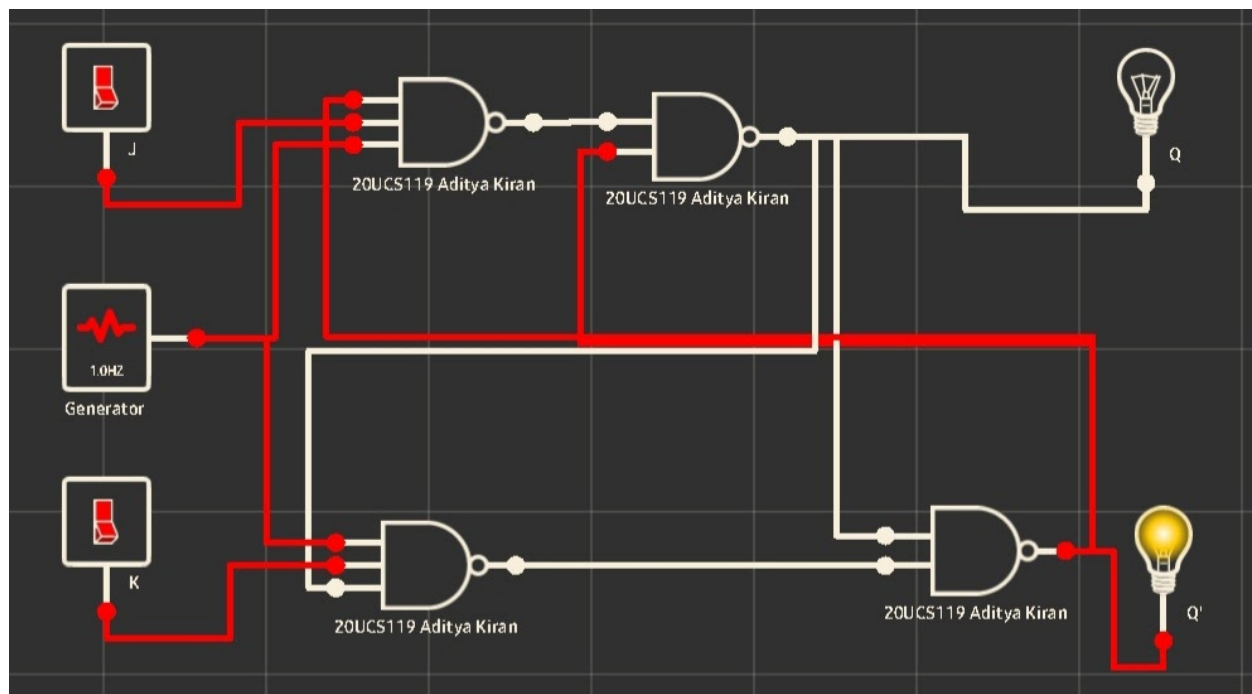 J
20UCS119 Aditya Kiran
20UCS119 Aditya Kiran
Q
1.0HZ
Generator
K
20UCS119 Aditya Kiran
20UCS119 Aditya Kiran
Q'